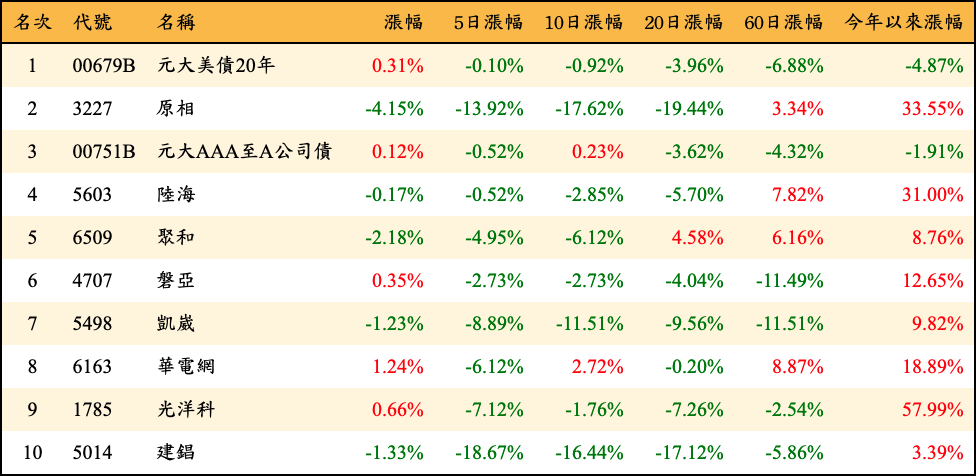 名次 代號 名稱 漲幅 5日漲幅 10日漲幅 20日漲幅 60日漲幅 今年以來漲幅
1 00679B 元大美債20年 0.31% -0.10% -0.92% -3.96% -6.88% -4.87%
2 3227 原相 -4.15% -13.92% -17.62% -19.44% 3.34% 33.55%
3 00751B 元大AAA至A公司債 0.12% -0.52% 0.23% -3.62% -4.32% -1.91%
4 5603 陸海 -0.17% -0.52% -2.85% -5.70% 7.82% 31.00%
5 6509 聚和 -2.18% -4.95% -6.12% 4.58% 6.16% 8.76%
6 4707 磐亞 0.35% -2.73% -2.73% -4.04% -11.49% 12.65%
7 5498 凱崴 -1.23% -8.89% -11.51% -9.56% -11.51% 9.82%
8 6163 華電網 1.24% -6.12% 2.72% -0.20% 8.87% 18.89%
9 1785 光洋科 0.66% -7.12% -1.76% -7.26% -2.54% 57.99%
10 5014 建錩 -1.33% -18.67% -16.44% -17.12% -5.86% 3.39%